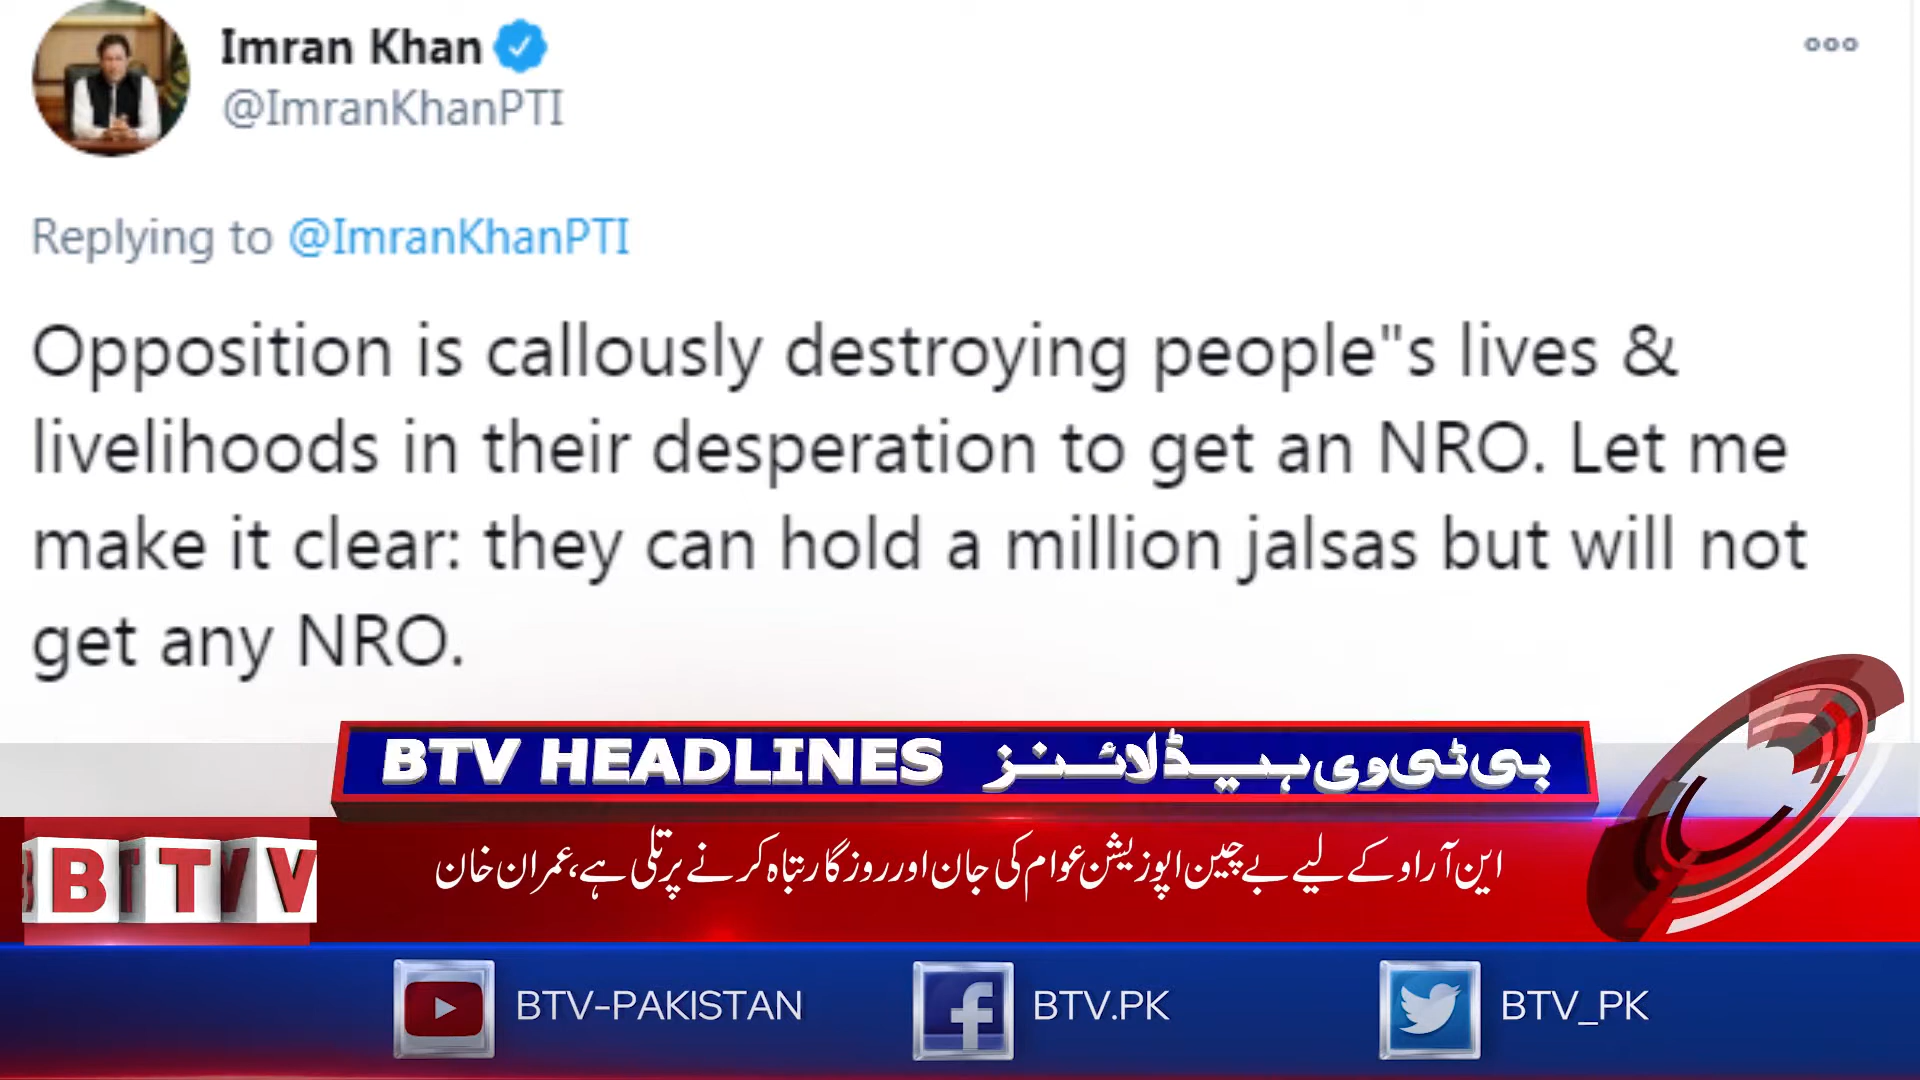 Imran Khan
@ImranKhanPTI
Replying to @ImranKhanPTI
Opposition is callously destroying people"s lives &
livelihoods in their desperation to get an NRO. Let me
make it clear: they can hold a million jalsas but will not
get any NRO.
BTV HEADLINES بی ٹی وی ہیڈلائنز
این آر او کے لیے بے چین اپوزیشن عوام کی جان اور روزگار تباہ کرنے پر تلی ہے، عمران خان
BTV
BTV-PAKISTAN
BTV.PK
BTV_PK